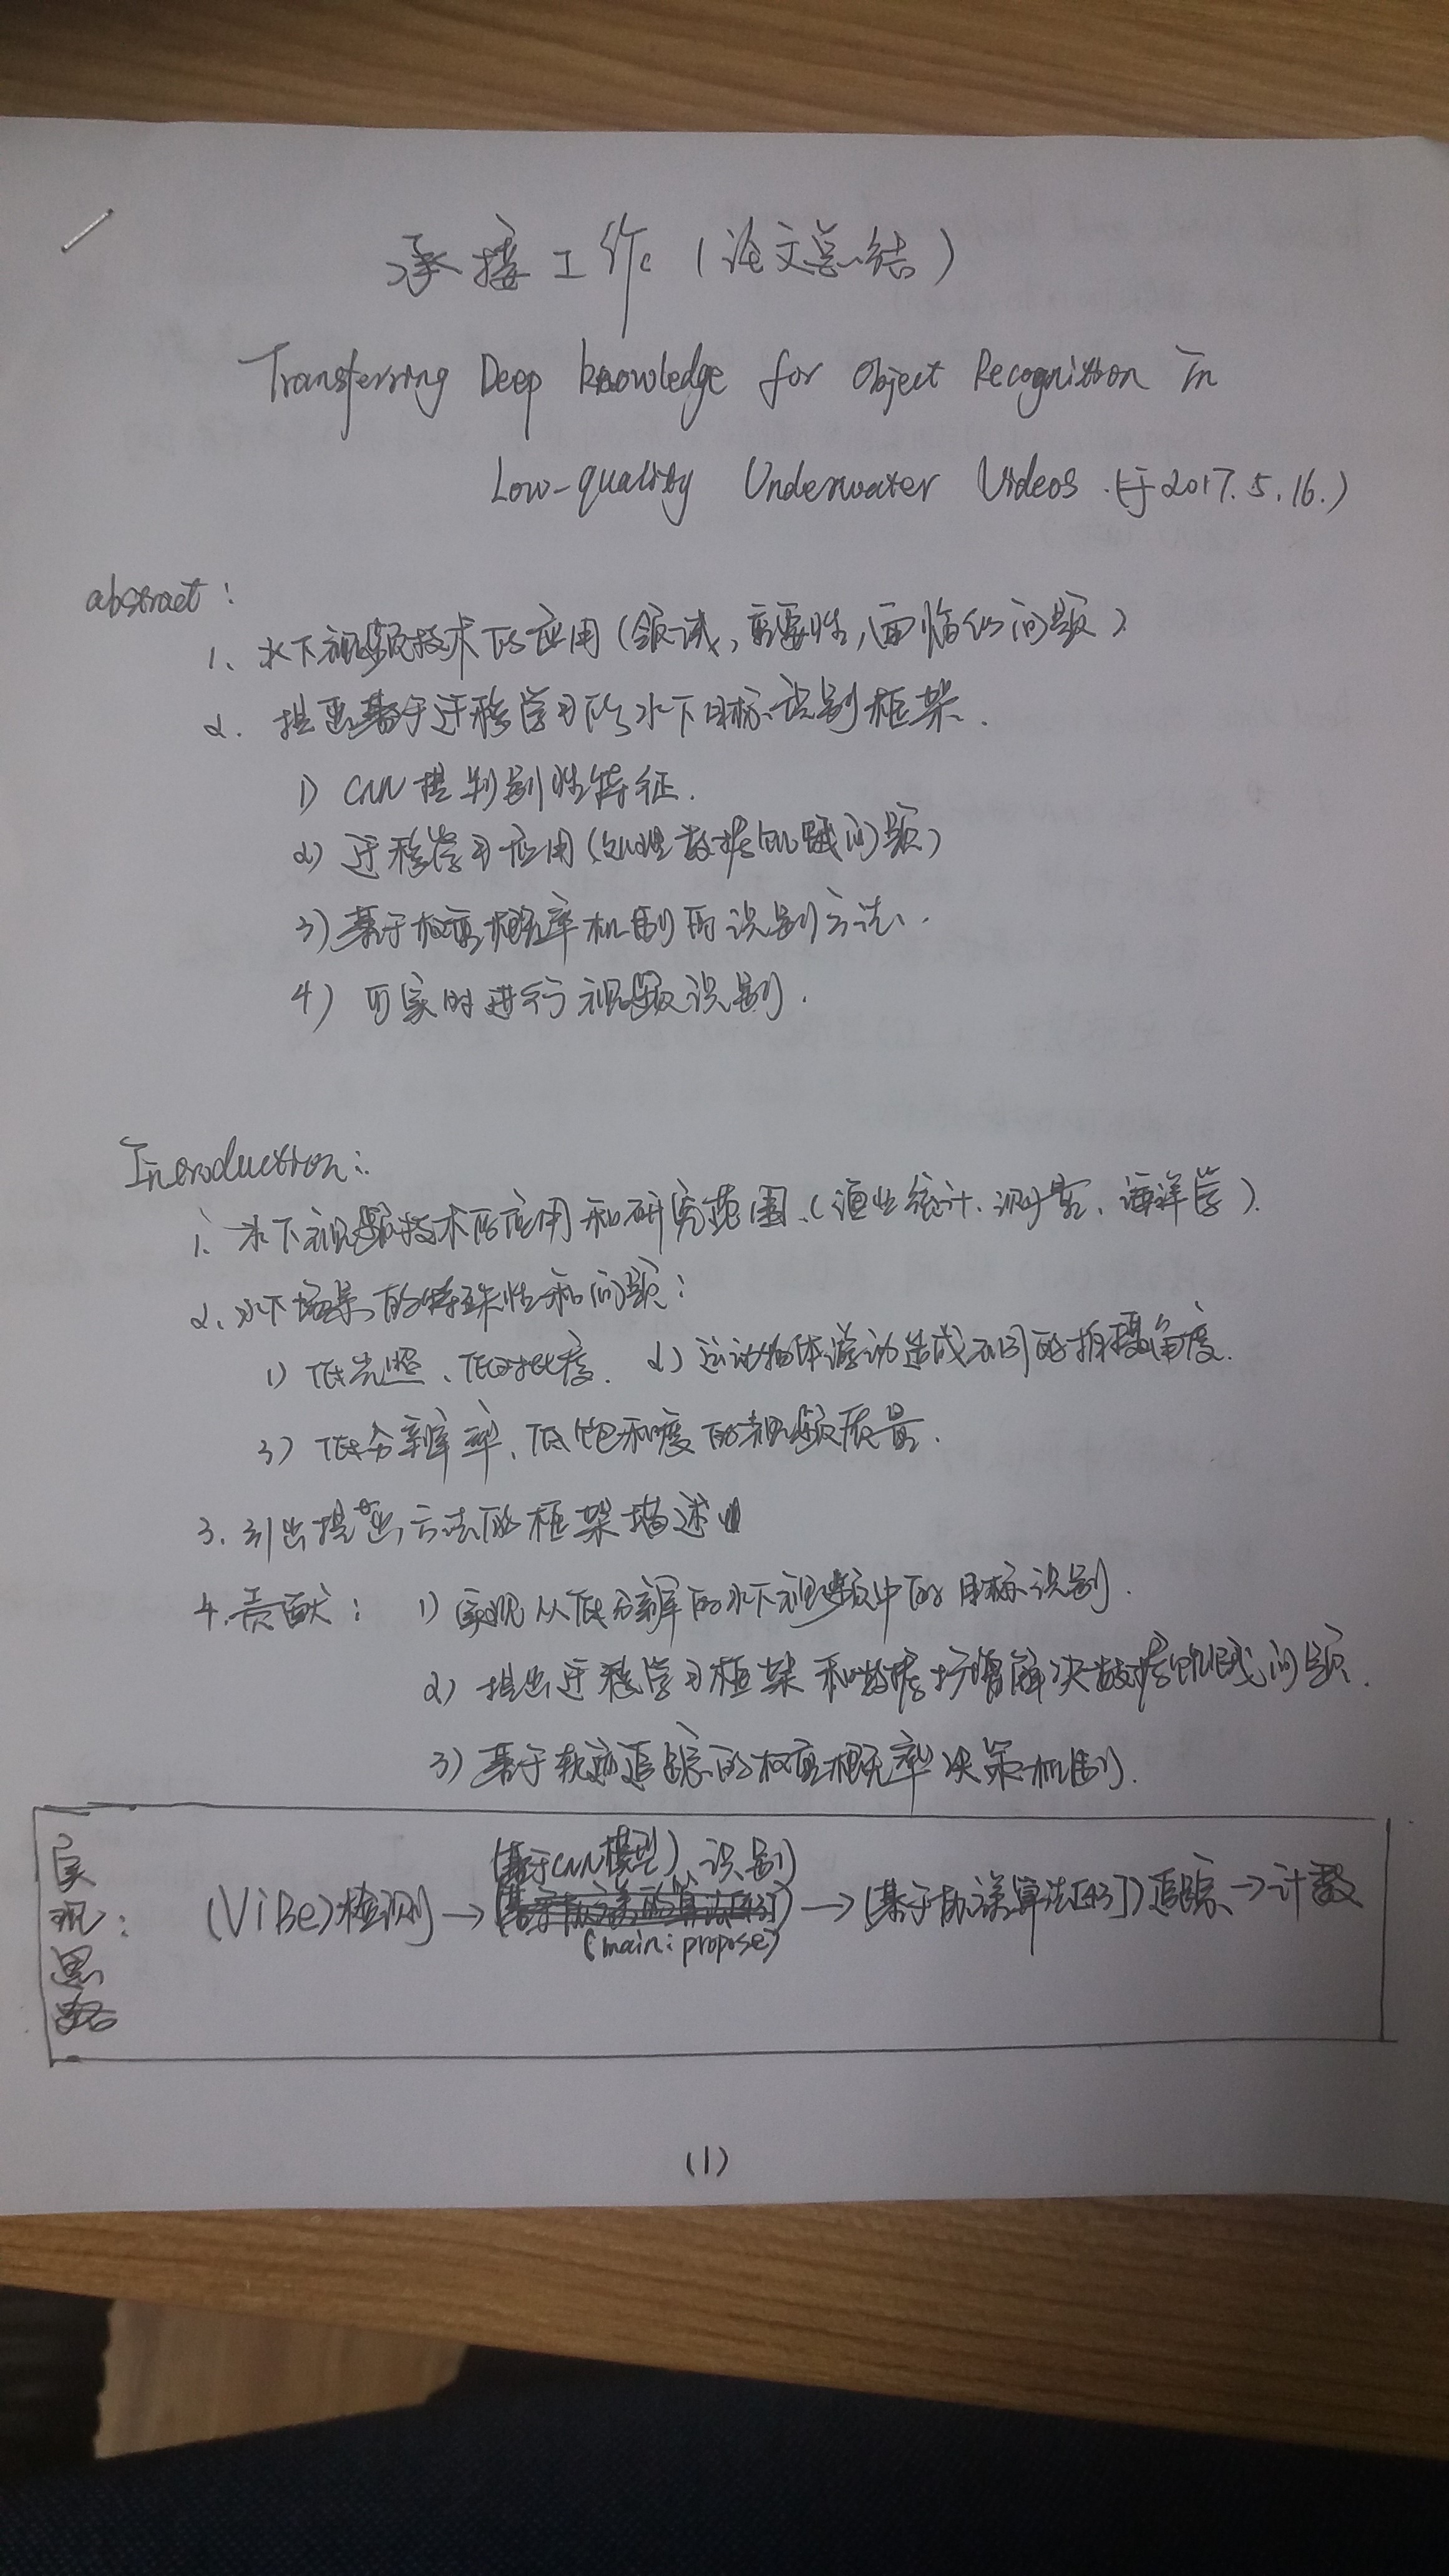 承接工作(论文总结)
Transferring Deep knowledge for Object Recognition In
Low-quality Underwater Videos.(于2017.5.16.)
abstract:
1、水下视频技术的应用(领域,重要性,面临的问题)
2. 提出基于迁移学习的水下目标识别框架.
1) CNN提判别性特征.
2) 迁移学习应用(处理数据饥饿问题)
3)基于权重概率机制的识别方法.
4) 可实时进行视频识别.
Introduction:
1、水下视频技术的应用和研究范围.(渔业统计、测量、海洋学).
2、水下场景的特殊性和问题:
1) 低光照、低对比度. 2) 运动物体游动造成不同的拍摄角度.
3) 低分辨率、低饱和度的视频质量.
3. 引出提出方法的框架描述
4.贡献: 1) 实现从低分辨的水下视频中的目标识别.
2) 提出迁移学习框架和数据扩增解决数据饥饿问题.
3) 基于轨迹追踪的权重概率决策机制.
实现思路: (ViBe)检测→(基于CNN模型)识别→(基于 算法[43])追踪→计数
(main:propose)
(1)